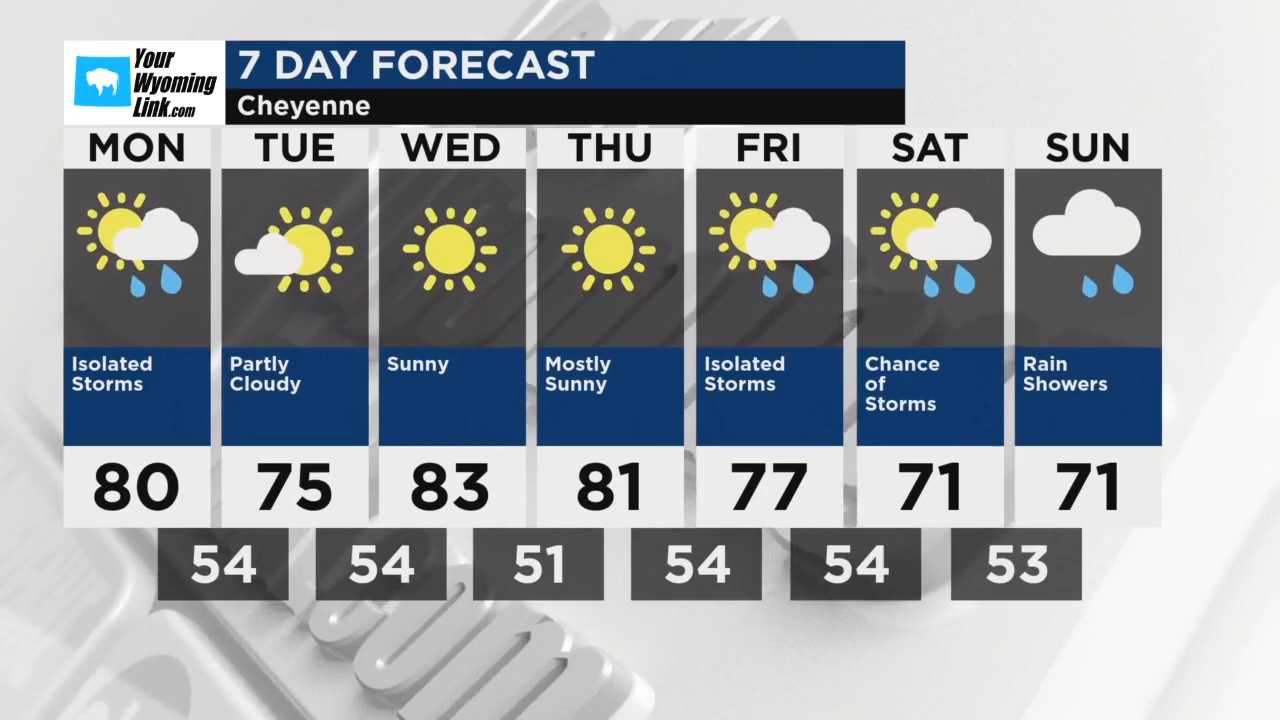 Your
Wyoming
Link.com
7 DAY FORECAST
Cheyenne
MON TUE WED THU FRI SAT SUN
Isolated
Storms
Partly
Cloudy
Sunny
Mostly
Sunny
Isolated
Storms
Chance
of
Storms
Rain
Showers
80 75 83 81 77 71 71
54 54 51 54 54 53